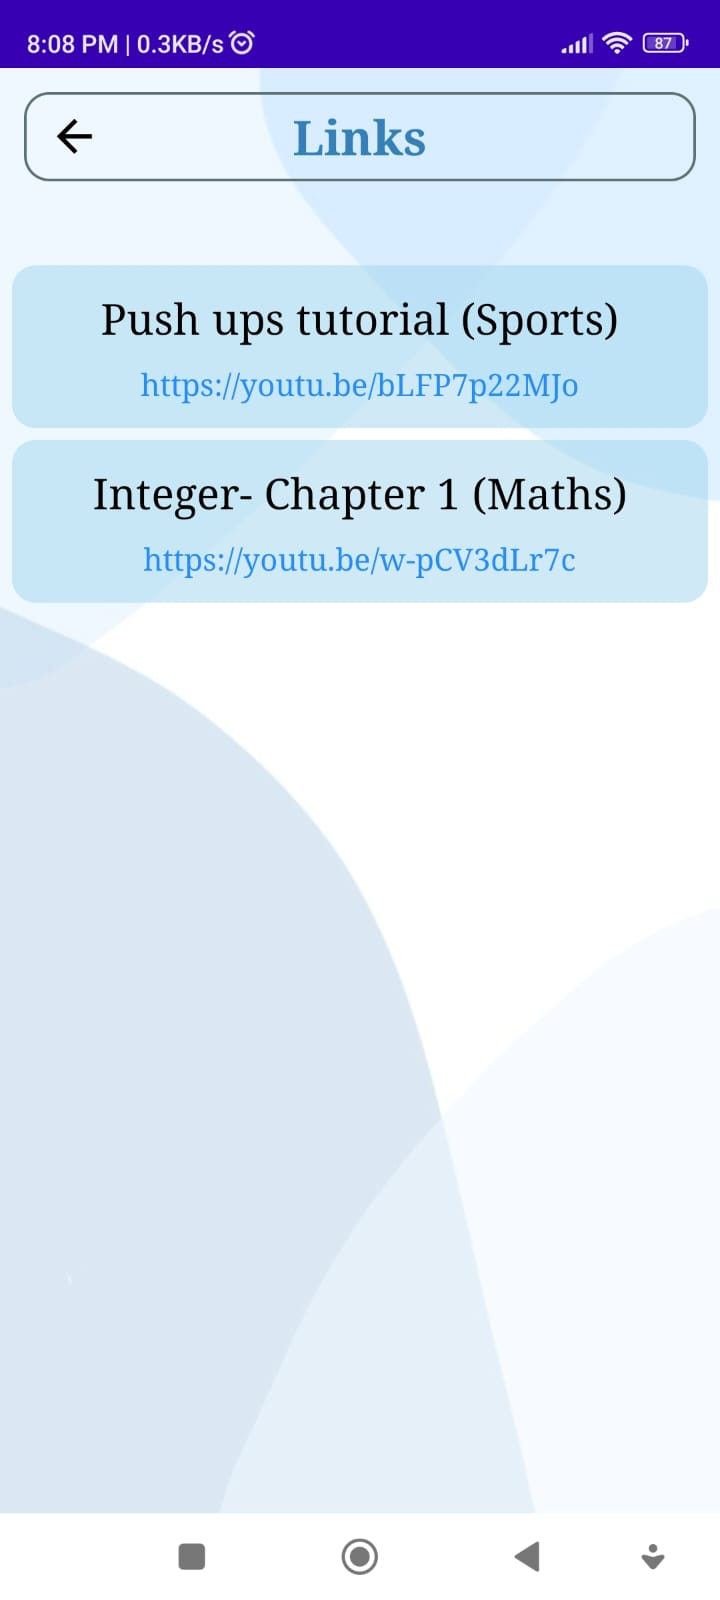 8:08 PM | 0.3KB/s 87
Links
Push ups tutorial (Sports)
https://youtu.be/bLFP7p22MJo
Integer- Chapter 1 (Maths)
https://youtu.be/w-pCV3dLr7c